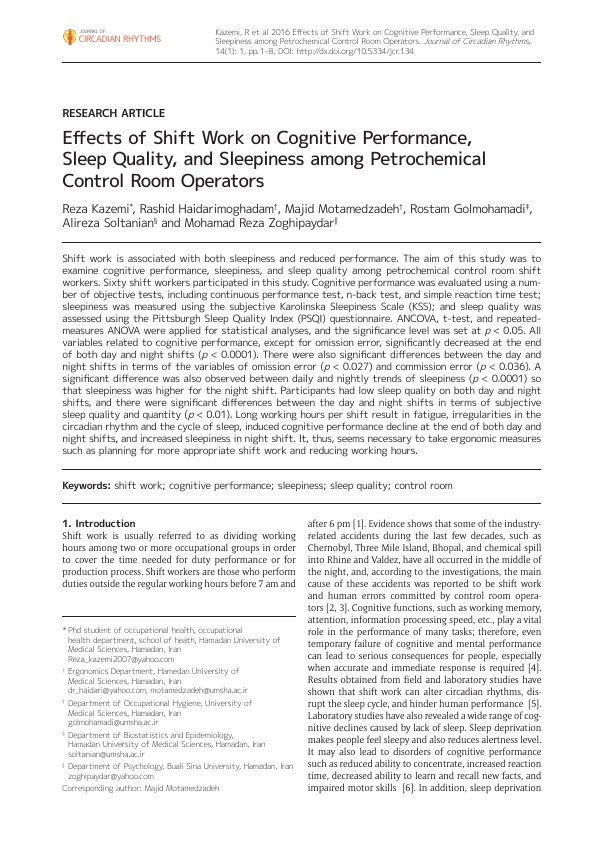 JOURNAL OF
CIRCADIAN RHYTHMS
Kazemi, R et al 2016 Effects of Shift Work on Cognitive Performance, Sleep Quality, and
Sleepiness among Petrochemical Control Room Operators. Journal of Circadian Rhythms,
14(1): 1, pp. 1–8, DOI: http://dx.doi.org/10.5334/jcr.134
RESEARCH ARTICLE
Effects of Shift Work on Cognitive Performance,
Sleep Quality, and Sleepiness among Petrochemical
Control Room Operators
Reza Kazemi*, Rashid Haidarimoghadam†, Majid Motamedzadeh†, Rostam Golmohamadi‡,
Alireza Soltanian§ and Mohamad Reza Zoghipaydar‖
Shift work is associated with both sleepiness and reduced performance. The aim of this study was to
examine cognitive performance, sleepiness, and sleep quality among petrochemical control room shift
workers. Sixty shift workers participated in this study. Cognitive performance was evaluated using a num-
ber of objective tests, including continuous performance test, n-back test, and simple reaction time test;
sleepiness was measured using the subjective Karolinska Sleepiness Scale (KSS); and sleep quality was
assessed using the Pittsburgh Sleep Quality Index (PSQI) questionnaire. ANCOVA, t-test, and repeated-
measures ANOVA were applied for statistical analyses, and the significance level was set at p < 0.05. All
variables related to cognitive performance, except for omission error, significantly decreased at the end
of both day and night shifts (p < 0.0001). There were also significant differences between the day and
night shifts in terms of the variables of omission error (p < 0.027) and commission error (p < 0.036). A
significant difference was also observed between daily and nightly trends of sleepiness (p < 0.0001) so
that sleepiness was higher for the night shift. Participants had low sleep quality on both day and night
shifts, and there were significant differences between the day and night shifts in terms of subjective
sleep quality and quantity (p < 0.01). Long working hours per shift result in fatigue, irregularities in the
circadian rhythm and the cycle of sleep, induced cognitive performance decline at the end of both day and
night shifts, and increased sleepiness in night shift. It, thus, seems necessary to take ergonomic measures
such as planning for more appropriate shift work and reducing working hours.
Keywords: shift work; cognitive performance; sleepiness; sleep quality; control room
1. Introduction
Shift work is usually referred to as dividing working
hours among two or more occupational groups in order
to cover the time needed for duty performance or for
production process. Shift workers are those who perform
duties outside the regular working hours before 7 am and
* Phd student of occupational health, occupational
health department, school of heath, Hamadan University of
Medical Sciences, Hamadan, Iran
Reza_kazemi2007@yahoo.com
† Ergonomics Department, Hamedan University of
Medical Sciences, Hamadan, Iran
dr_haidari@yahoo.com, motamedzadeh@umsha.ac.ir
‡ Department of Occupational Hygiene, University of
Medical Sciences, Hamadan, Iran
golmohamadi@umsha.ac.ir
§ Department of Biostatistics and Epidemiology,
Hamadan University of Medical Sciences, Hamadan, Iran
soltanian@umsha.ac.ir
‖ Department of Psychology, Buali Sina University, Hamadan, Iran
zoghipaydar@yahoo.com
Corresponding author: Majid Motamedzadeh
after 6 pm [1]. Evidence shows that some of the industry-
related accidents during the last few decades, such as
Chernobyl, Three Mile Island, Bhopal, and chemical spill
into Rhine and Valdez, have all occurred in the middle of
the night, and, according to the investigations, the main
cause of these accidents was reported to be shift work
and human errors committed by control room opera-
tors [2, 3]. Cognitive functions, such as working memory,
attention, information processing speed, etc., play a vital
role in the performance of many tasks; therefore, even
temporary failure of cognitive and mental performance
can lead to serious consequences for people, especially
when accurate and immediate response is required [4].
Results obtained from field and laboratory studies have
shown that shift work can alter circadian rhythms, dis-
rupt the sleep cycle, and hinder human performance [5].
Laboratory studies have also revealed a wide range of cog-
nitive declines caused by lack of sleep. Sleep deprivation
makes people feel sleepy and also reduces alertness level.
It may also lead to disorders of cognitive performance
such as reduced ability to concentrate, increased reaction
time, decreased ability to learn and recall new facts, and
impaired motor skills [6]. In addition, sleep deprivation